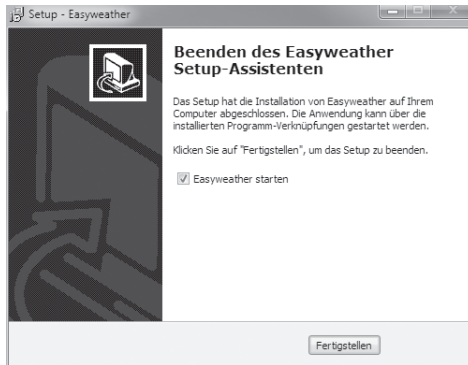 Setup - Easyweather
Beenden des Easyweather
Setup-Assistenten
Das Setup hat die Installation von Easyweather auf Ihrem
Computer abgeschlossen. Die Anwendung kann über die
installierten Programm-Verknüpfungen gestartet werden.
Klicken Sie auf "Fertigstellen", um das Setup zu beenden.
Easyweather starten
Fertigstellen